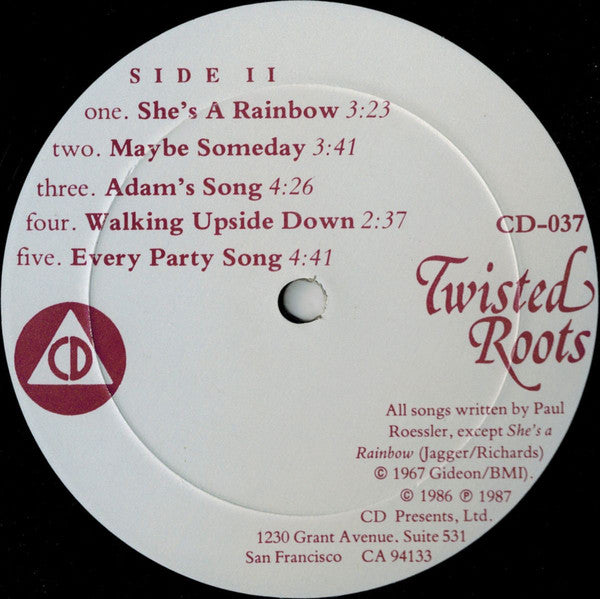 SIDE II
one. She's A Rainbow 3:23
two. Maybe Someday 3:41
three. Adam's Song 4:26
four. Walking Upside Down 2:37
five. Every Party Song 4:41
CD-037
Twisted
Roots
CD
All songs written by Paul
Roessler, except She's a
Rainbow (Jagger/Richards)
© 1967 Gideon/BMI).
© 1986 ℗ 1987
CD Presents, Ltd.
1230 Grant Avenue, Suite 531
San Francisco CA 94133